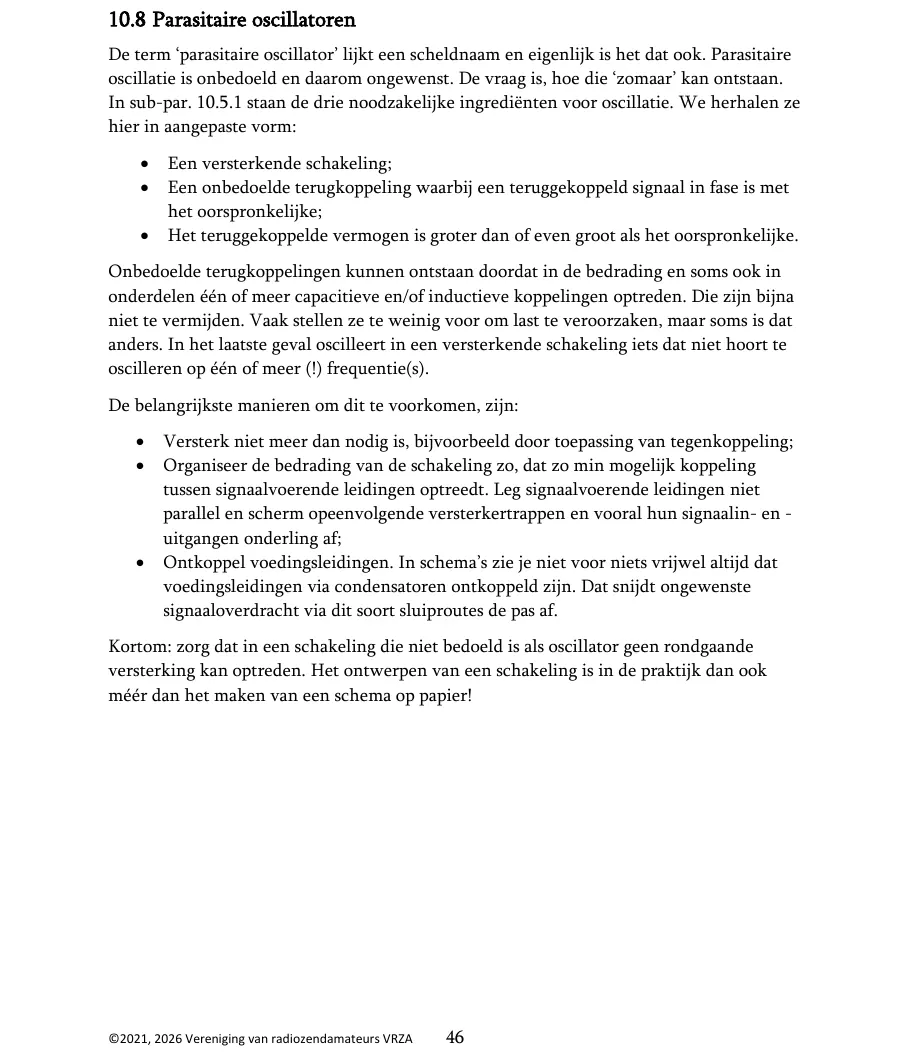 10.8 Parasitaire oscillatoren
De term ‘parasitaire oscillator’ lijkt een scheldnaam en eigenlijk is het dat ook. Parasitaire
oscillatie is onbedoeld en daarom ongewenst. De vraag is, hoe die ‘zomaar’ kan ontstaan.
In sub-par. 10.5.1 staan de drie noodzakelijke ingrediënten voor oscillatie. We herhalen ze
hier in aangepaste vorm:
• Een versterkende schakeling;
• Een onbedoelde terugkoppeling waarbij een teruggekoppeld signaal in fase is met
het oorspronkelijke;
• Het teruggekoppelde vermogen is groter dan of even groot als het oorspronkelijke.
Onbedoelde terugkoppelingen kunnen ontstaan doordat in de bedrading en soms ook in
onderdelen één of meer capacitieve en/of inductieve koppelingen optreden. Die zijn bijna
niet te vermijden. Vaak stellen ze te weinig voor om last te veroorzaken, maar soms is dat
anders. In het laatste geval oscilleert in een versterkende schakeling iets dat niet hoort te
oscilleren op één of meer (!) frequentie(s).
De belangrijkste manieren om dit te voorkomen, zijn:
• Versterk niet meer dan nodig is, bijvoorbeeld door toepassing van tegenkoppeling;
• Organiseer de bedrading van de schakeling zo, dat zo min mogelijk koppeling
tussen signaalvoerende leidingen optreedt. Leg signaalvoerende leidingen niet
parallel en scherm opeenvolgende versterkertrappen en vooral hun signaalin- en -
uitgangen onderling af;
• Ontkoppel voedingsleidingen. In schema’s zie je niet voor niets vrijwel altijd dat
voedingsleidingen via condensatoren ontkoppeld zijn. Dat snijdt ongewenste
signaaloverdracht via dit soort sluiproutes de pas af.
Kortom: zorg dat in een schakeling die niet bedoeld is als oscillator geen rondgaande
versterking kan optreden. Het ontwerpen van een schakeling is in de praktijk dan ook
méér dan het maken van een schema op papier!
©2021, 2026 Vereniging van radiozendamateurs VRZA 46